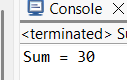 Console
<terminated> Su
Sum = 30